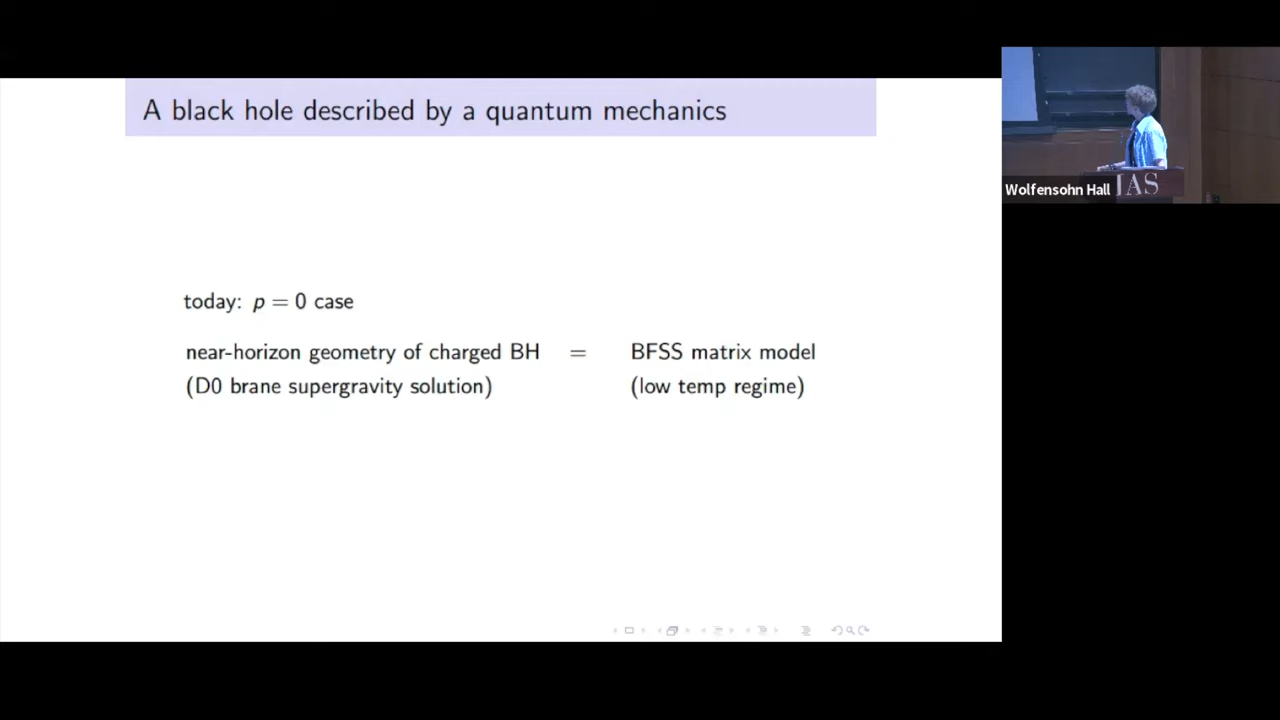 A black hole described by a quantum mechanics
today: p = 0 case
near-horizon geometry of charged BH = BFSS matrix model
(D0 brane supergravity solution) (low temp regime)
Wolfensohn Hall
IAS